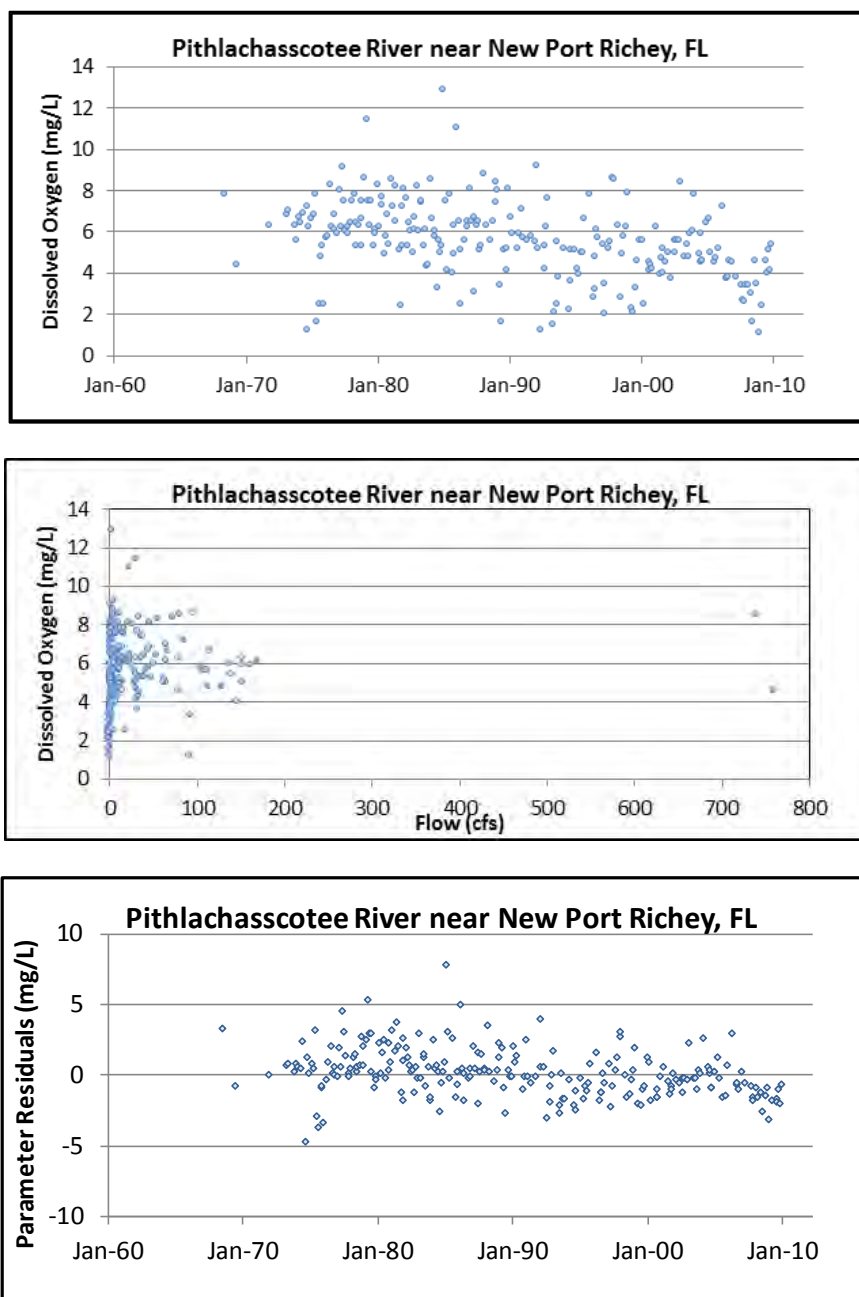 Pithlachasscotee River near New Port Richey, FL
Dissolved Oxygen (mg/L)
14
12
10
8
6
4
2
0
Jan-60 Jan-70 Jan-80 Jan-90 Jan-00 Jan-10
Pithlachasscotee River near New Port Richey, FL
Dissolved Oxygen (mg/L)
14
12
10
8
6
4
2
0
0 100 200 300 400 500 600 700 800
Flow (cfs)
Pithlachasscotee River near New Port Richey, FL
Parameter Residuals (mg/L)
10
5
0
-5
-10
Jan-60 Jan-70 Jan-80 Jan-90 Jan-00 Jan-10